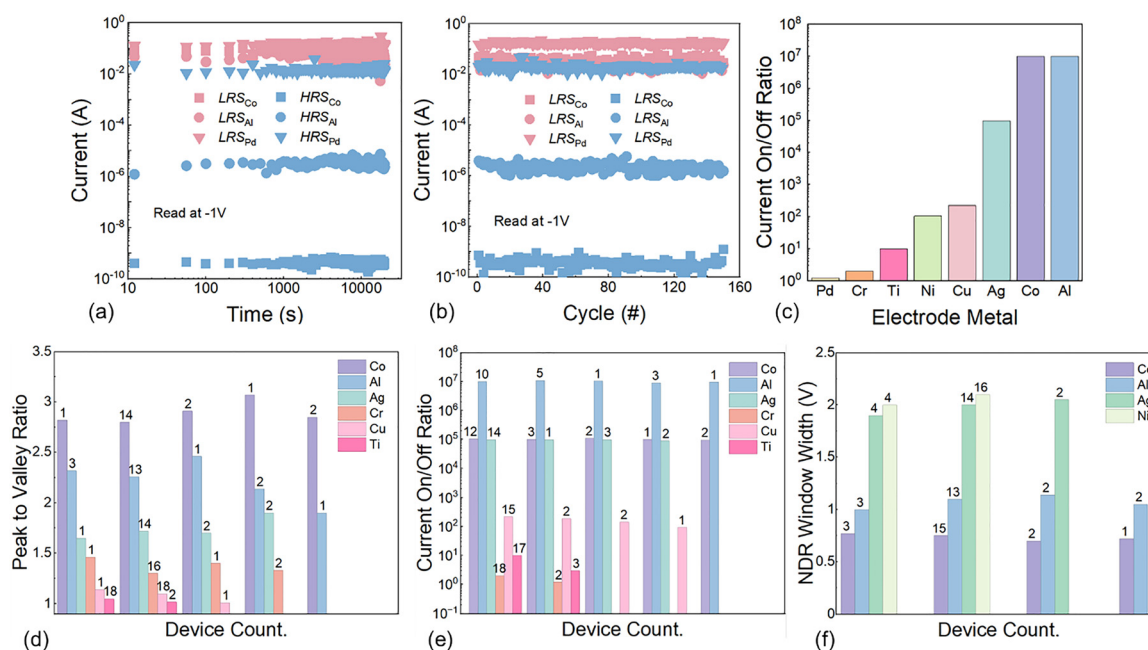 10^0
10^-2
10^-4
10^-6
10^-8
10^-10
Current (A)
LRS_Co HRS_Co
LRS_Al HRS_Al
LRS_Pd HRS_Pd
Read at -1V
10 100 1000 10000
(a) Time (s)
10^0
10^-2
10^-4
10^-6
10^-8
10^-10
Current (A)
LRS_Co LRS_Co
LRS_Al LRS_Al
LRS_Pd LRS_Pd
Read at -1V
0 40 80 120 160
(b) Cycle (#)
10^8
10^7
10^6
10^5
10^4
10^3
10^2
10^1
10^0
Current On/Off Ratio
Pd Cr Ti Ni Cu Ag Co Al
(c) Electrode Metal
3.5
3
2.5
2
1.5
1
Peak to Valley Ratio
1 3 1 1 1 18
14 13 14 16 18 2
2 1 2 1 1
1 2 2 2
2 1
Co
Al
Ag
Cr
Cu
Ti
(d) Device Count.
10^7
10^6
10^5
10^4
10^3
10^2
10^1
10^0
10^-1
Current On/Off Ratio
12 10 14 18 15 17
3 5 1 2 2 3
2 1 3 2
1 3 2 1
2 1
Co
Al
Ag
Cr
Cu
Ti
(e) Device Count.
2.5
2
1.5
1
0.5
0
NDR Window Width (V)
3 3 4 4
15 13 14 16
2 2 2
1 2
Al
Ni
(f) Device Count.